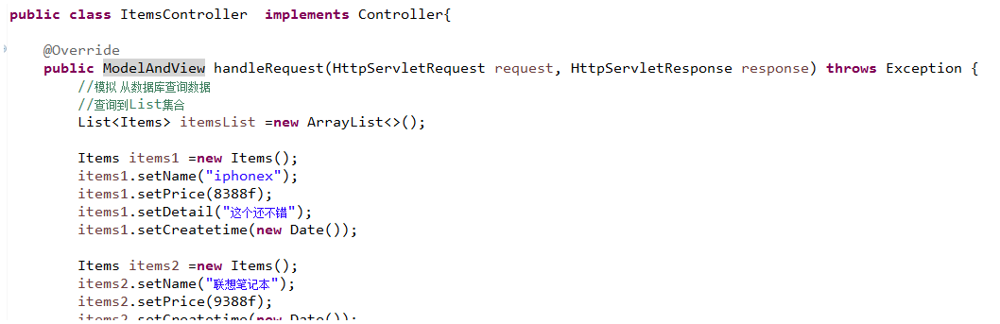 public class ItemsController  implements Controller{
@Override
public ModelAndView handleRequest(HttpServletRequest request, HttpServletResponse response) throws Exception {
//模拟 从数据库查询数据
//查询到List集合
List<Items> itemsList =new ArrayList<>();
Items items1 =new Items();
items1.setName("iphonex");
items1.setPrice(8388f);
items1.setDetail("这个还不错");
items1.setCreatetime(new Date());
Items items2 =new Items();
items2.setName("联想笔记本");
items2.setPrice(9388f);
items2.setCreatetime(new Date());